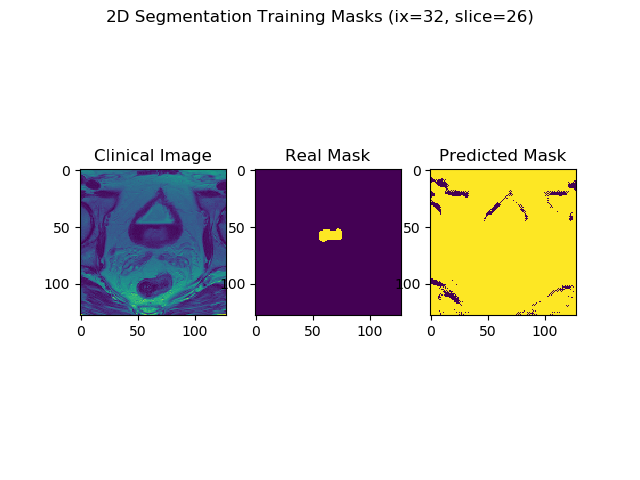 2D Segmentation Training Masks (ix=32, slice=26)
Clinical Image Real Mask Predicted Mask
0 0 0
50 50 50
100 100 100
0 100 0 50 100 0 50 100